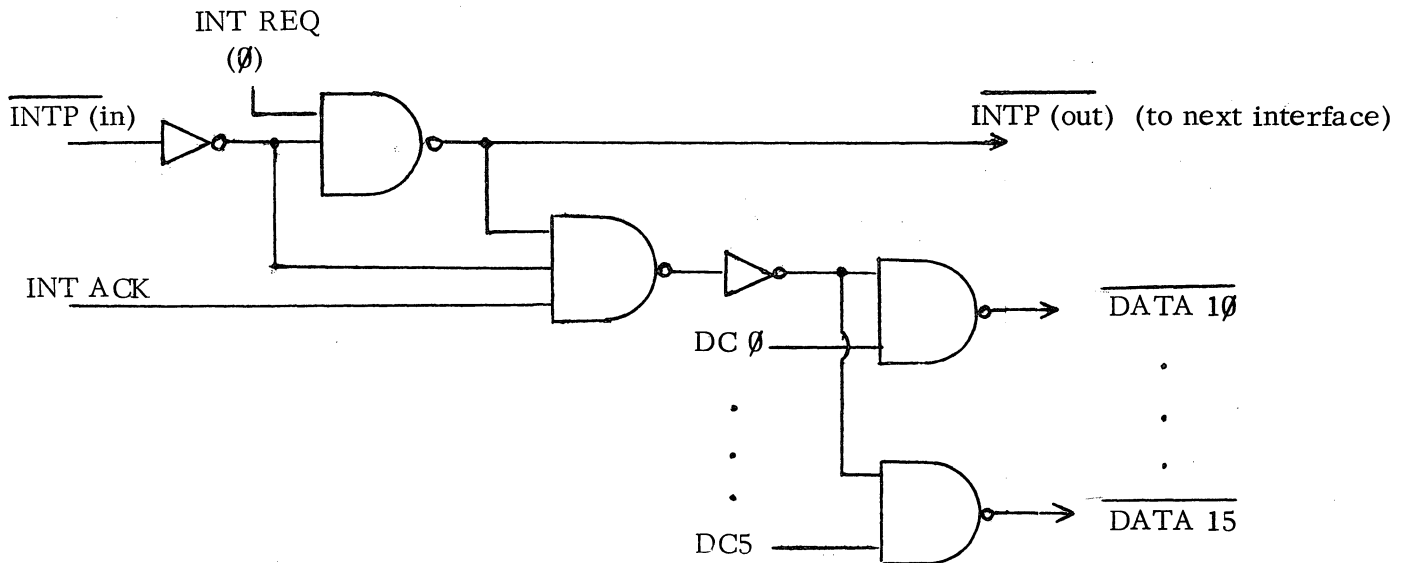 INT REQ
(Ø)
INTP (in)
INTP (out) (to next interface)
INT ACK
DATA 1Ø
DC Ø
DC5
DATA 15